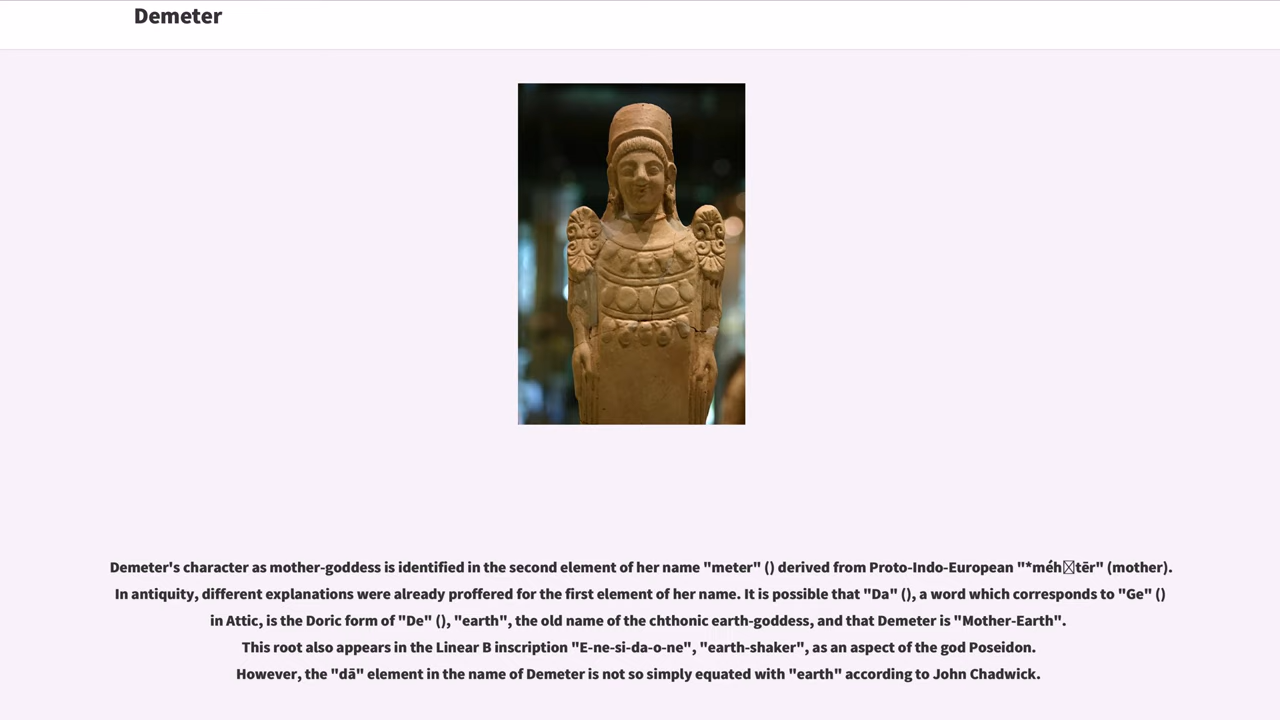 Demeter
Demeter's character as mother-goddess is identified in the second element of her name "meter" () derived from Proto-Indo-European "*méh□tēr" (mother).
In antiquity, different explanations were already proffered for the first element of her name. It is possible that "Da" (), a word which corresponds to "Ge" ()
in Attic, is the Doric form of "De" (), "earth", the old name of the chthonic earth-goddess, and that Demeter is "Mother-Earth".
This root also appears in the Linear B inscription "E-ne-si-da-o-ne", "earth-shaker", as an aspect of the god Poseidon.
However, the "dā" element in the name of Demeter is not so simply equated with "earth" according to John Chadwick.